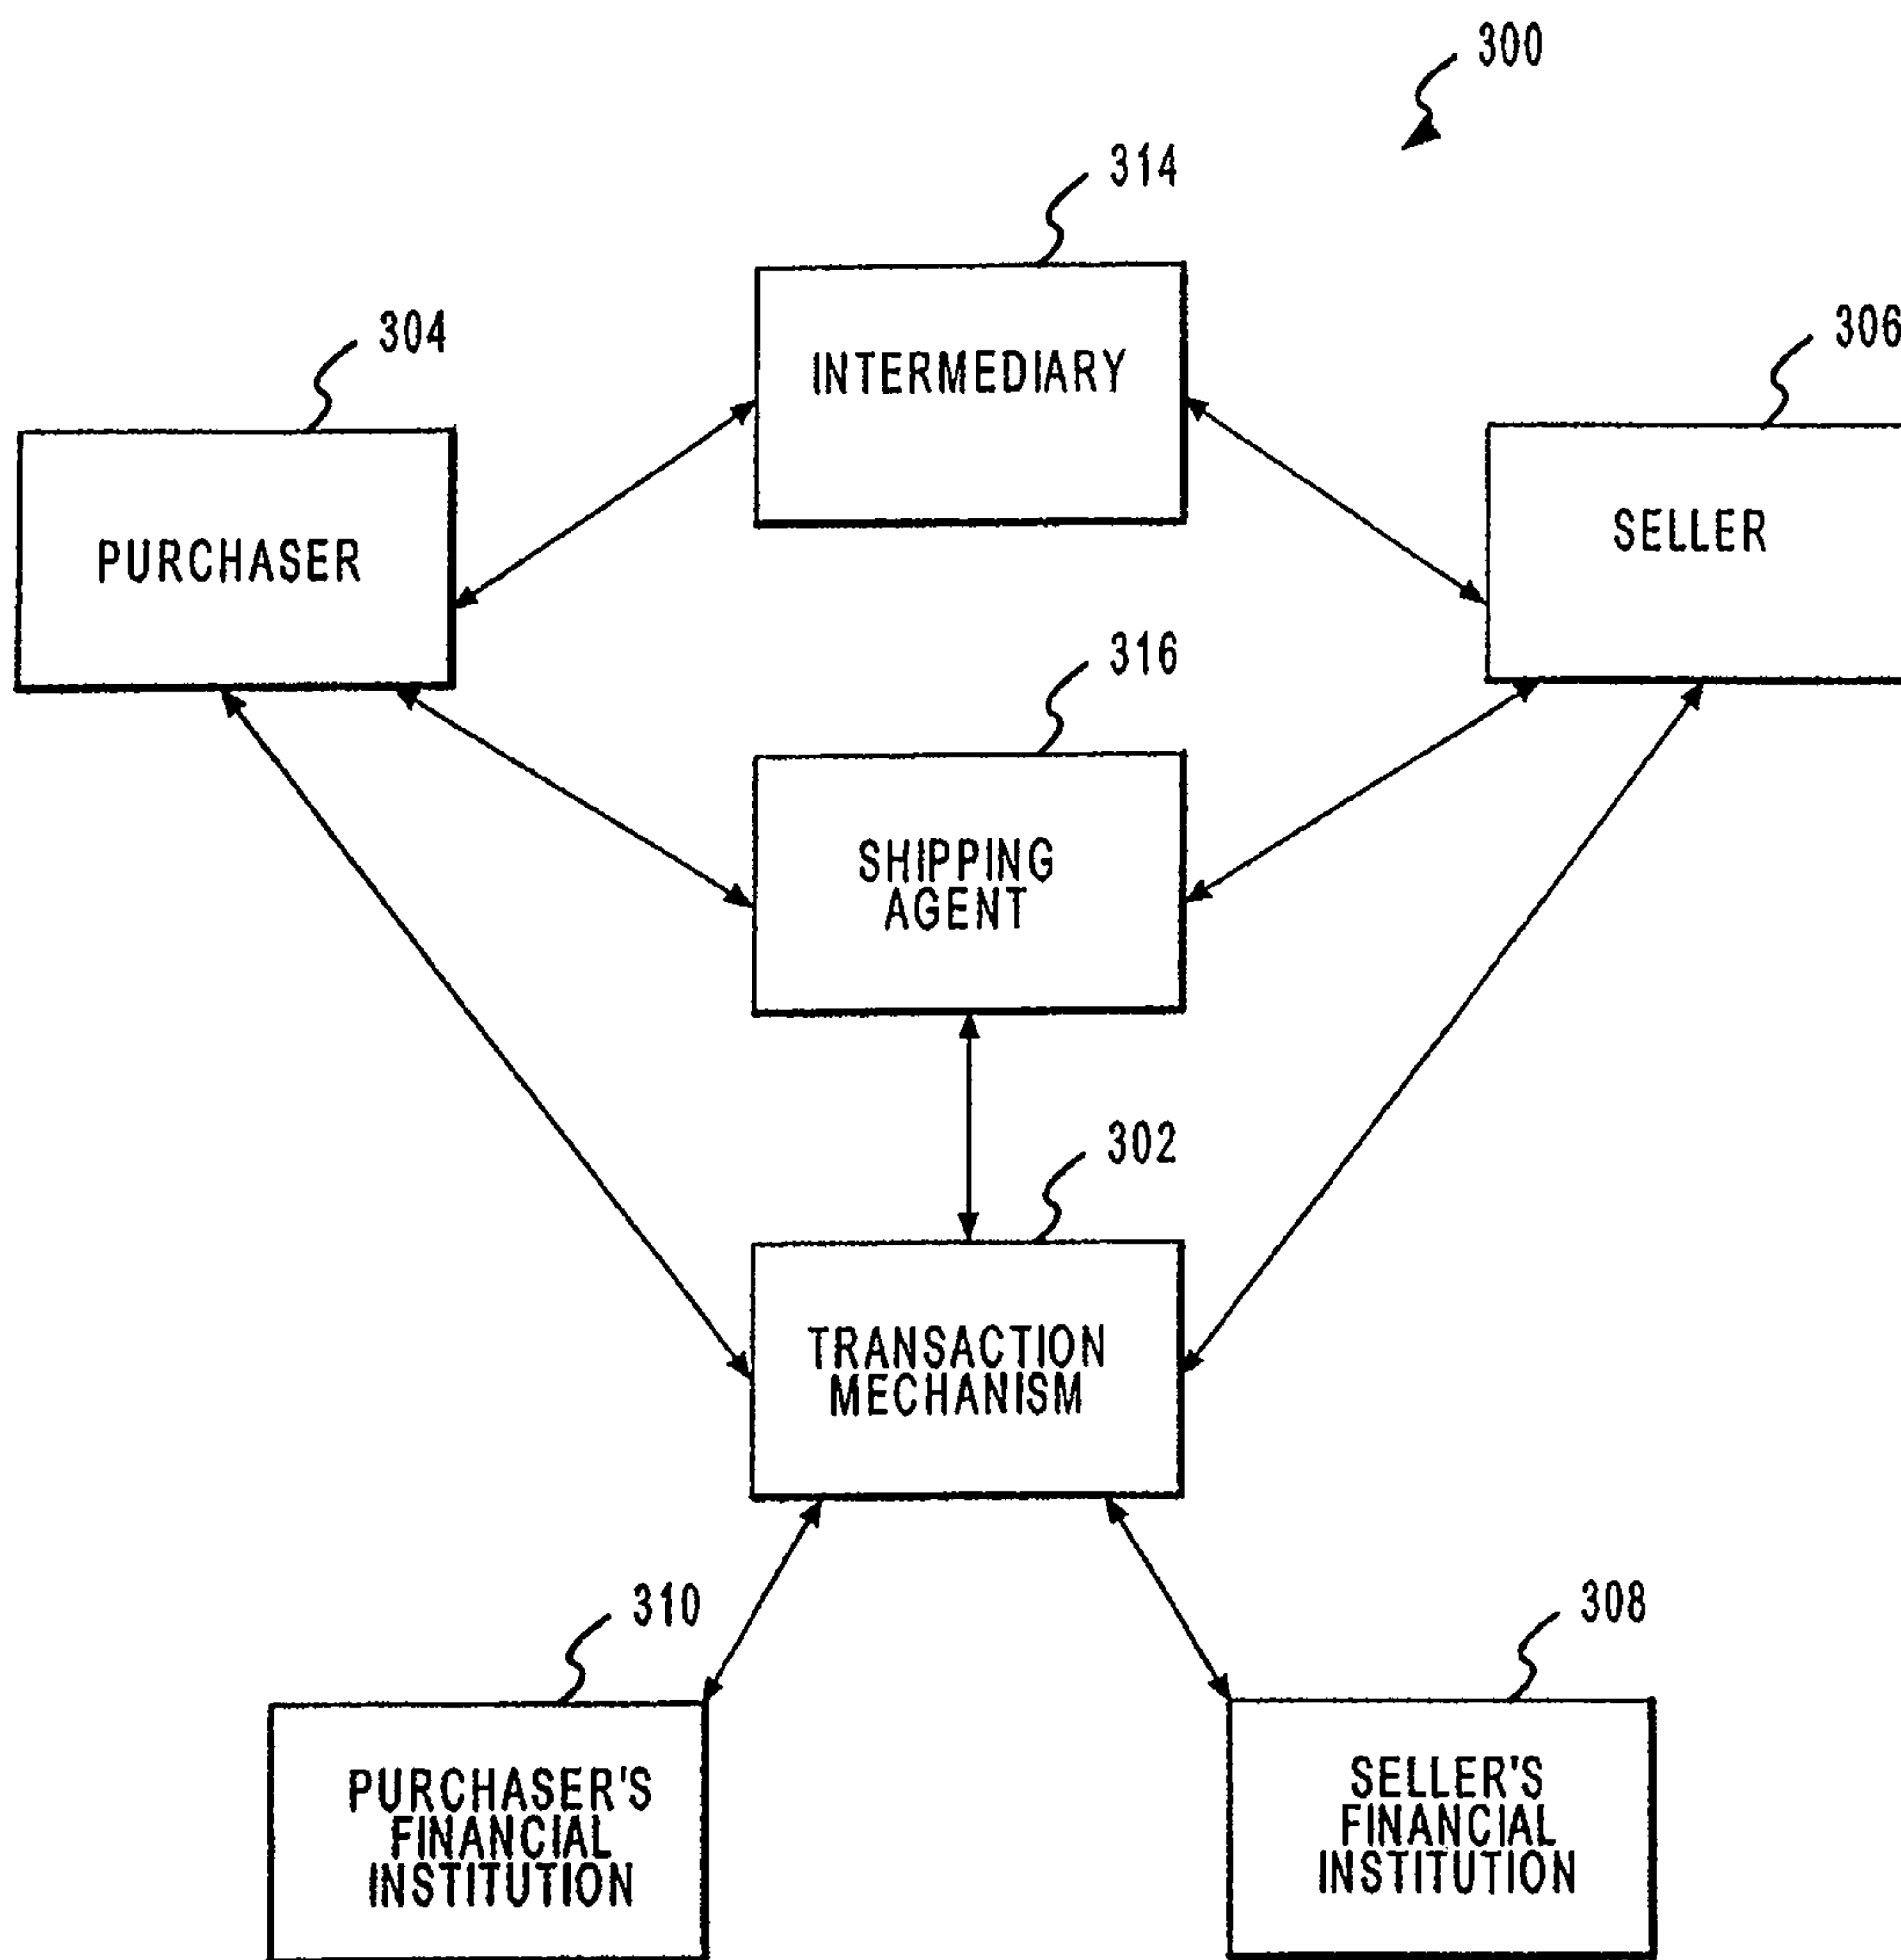 300
314
INTERMEDIARY
304
PURCHASER
306
SELLER
316
SHIPPING
AGENT
302
TRANSACTION
MECHANISM
310
PURCHASER'S
FINANCIAL
INSTITUTION
308
SELLER'S
FINANCIAL
INSTITUTION